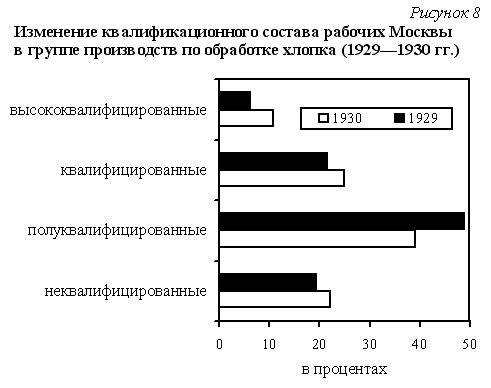 Рисунок 8
Изменение квалификационного состава рабочих Москвы
в группе производств по обработке хлопка (1929—1930 гг.)
1930 1929
высококвалифицированные
квалифицированные
полуквалифицированные
неквалифицированные
0 10 20 30 40 50
в процентах